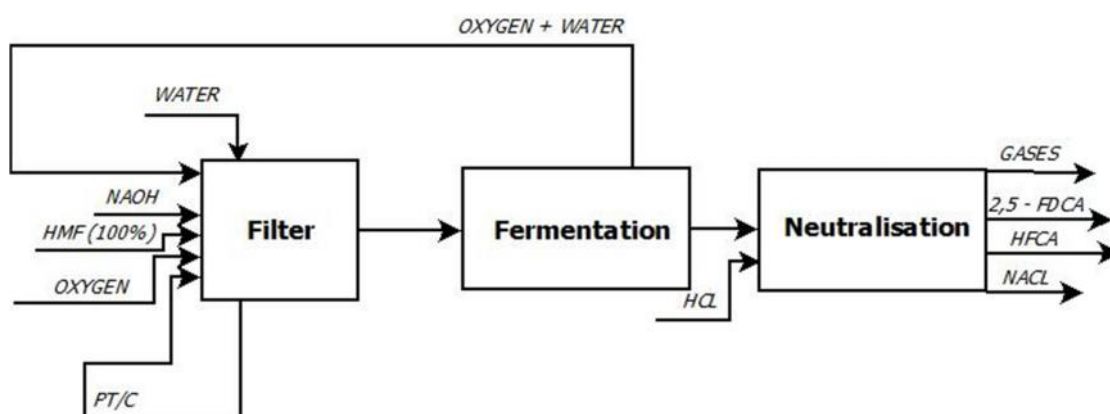 OXYGEN + WATER
WATER
GASES
NAOH
2,5 - FDCA
HMF (100%)
Filter
Fermentation
Neutralisation
HFCA
OXYGEN
HCL
NACL
PT/C